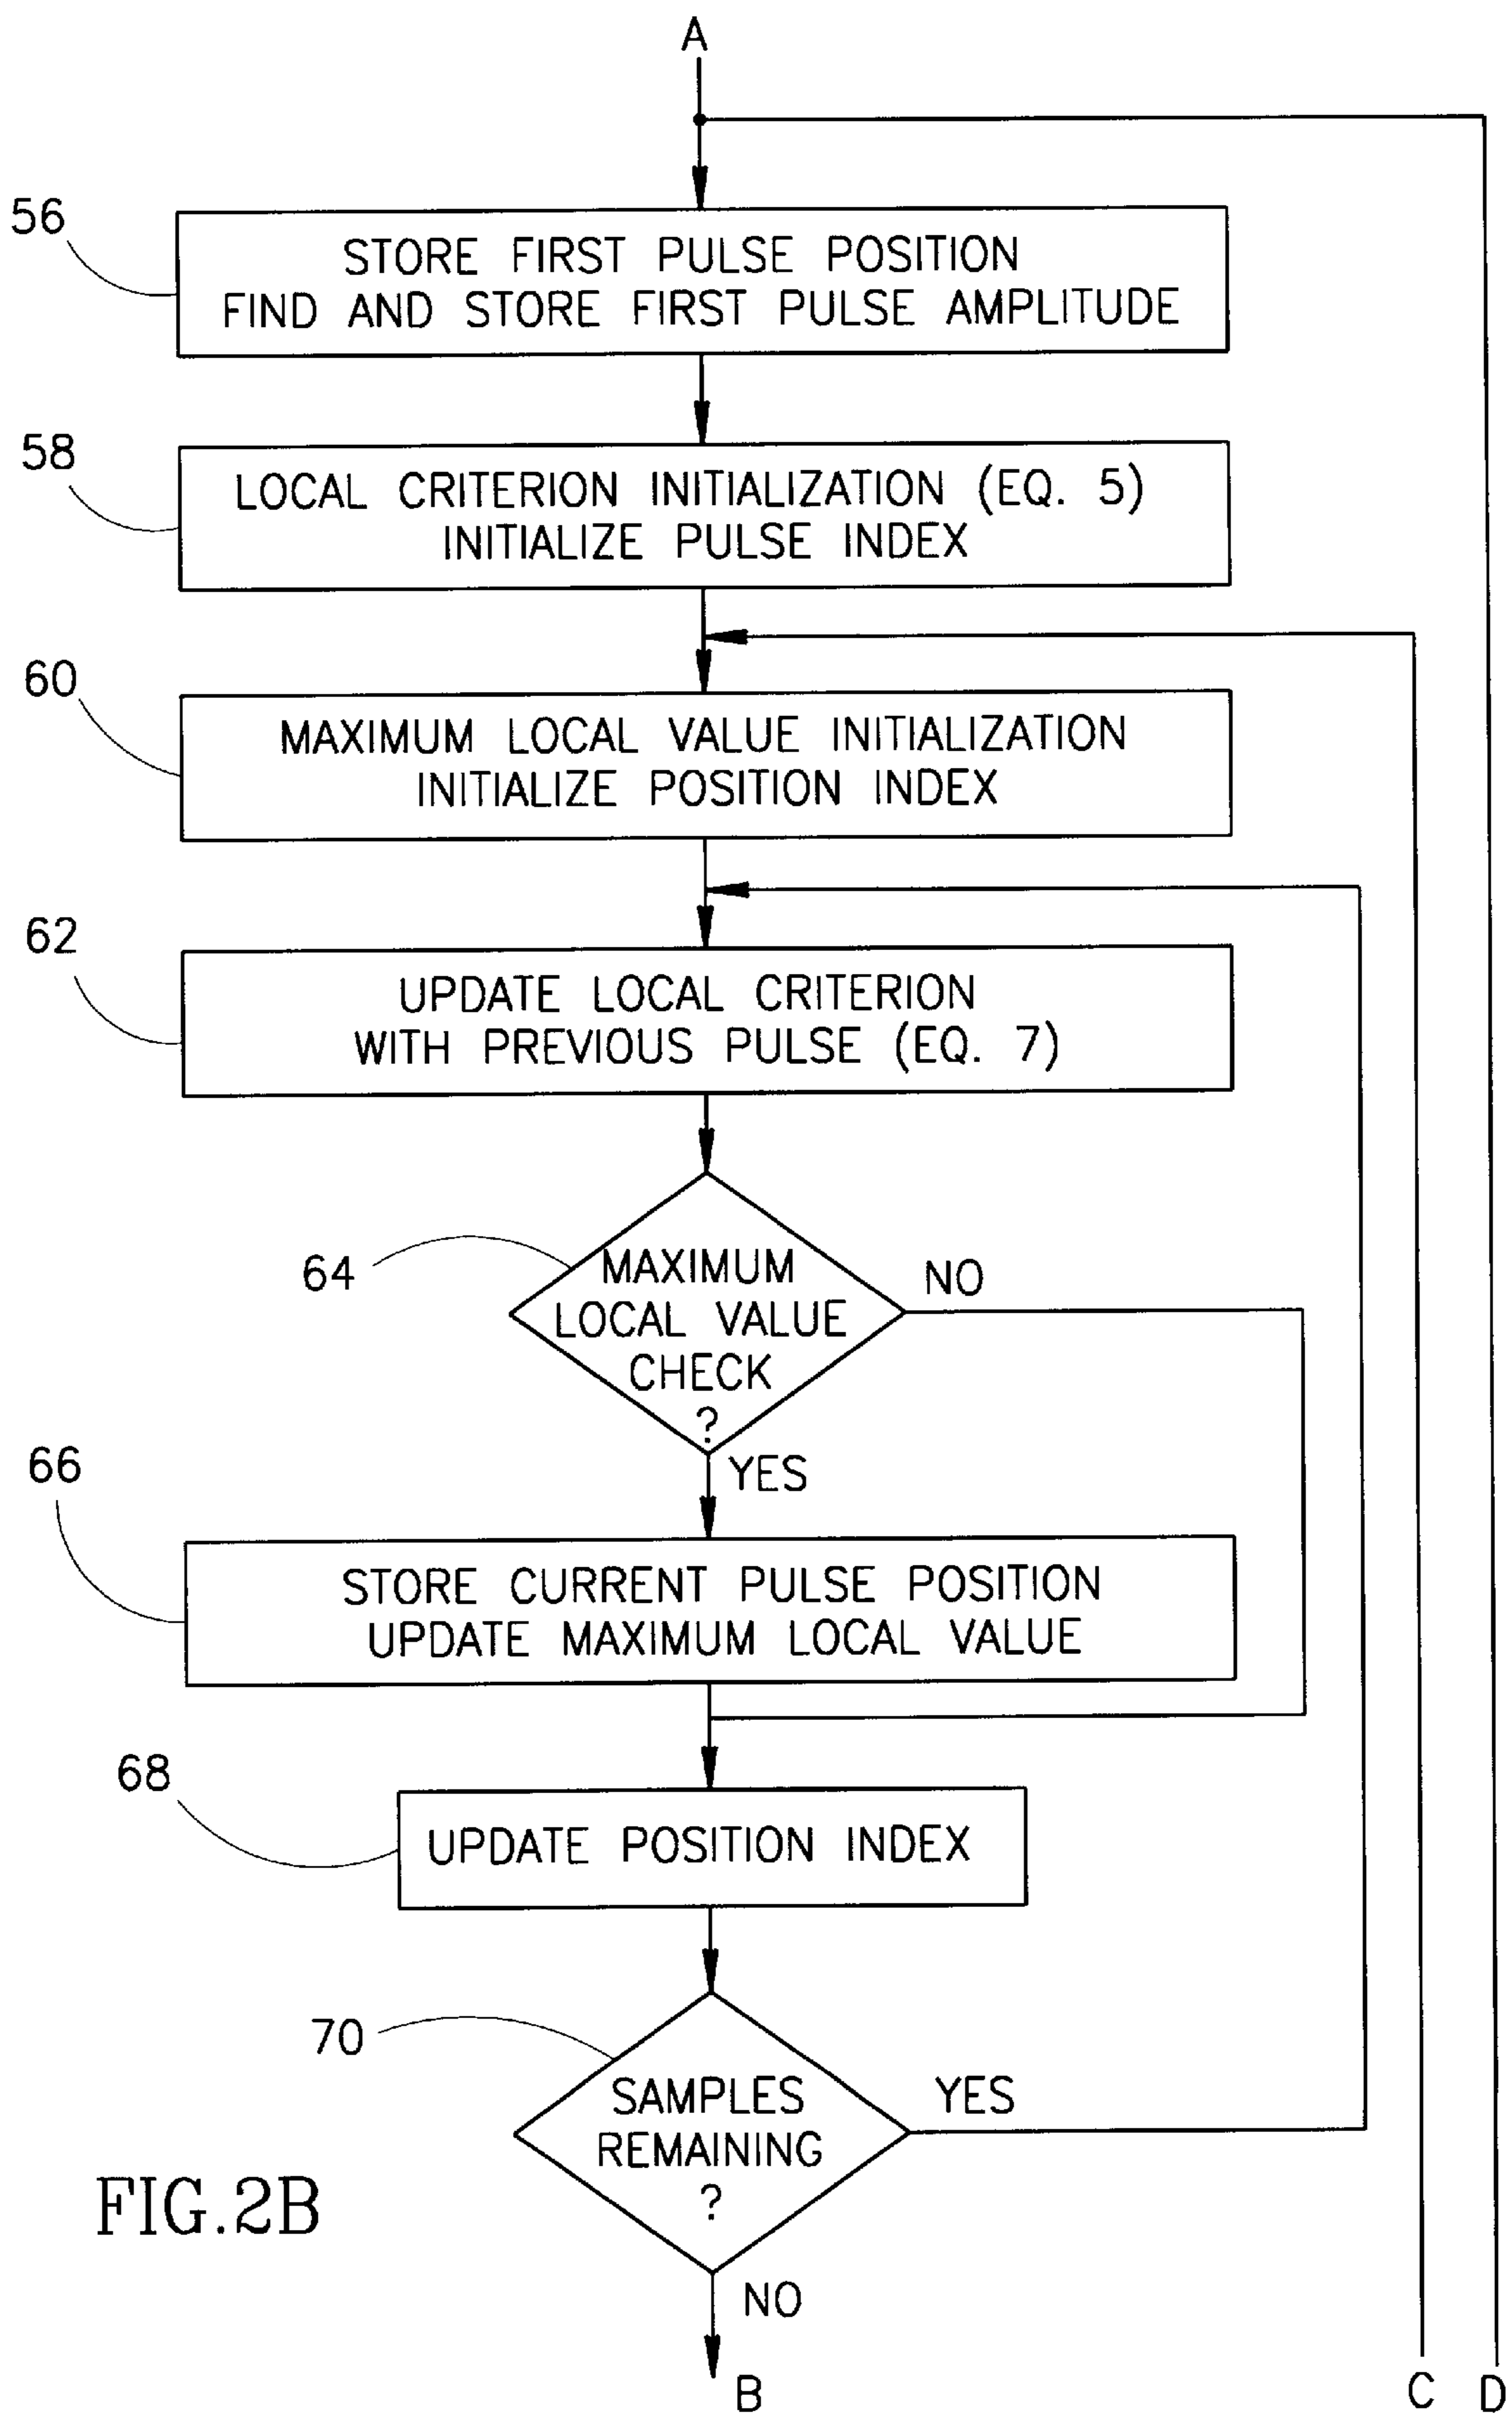 A
56
STORE FIRST PULSE POSITION
FIND AND STORE FIRST PULSE AMPLITUDE
58
LOCAL CRITERION INITIALIZATION (EQ. 5)
INITIALIZE PULSE INDEX
60
MAXIMUM LOCAL VALUE INITIALIZATION
INITIALIZE POSITION INDEX
62
UPDATE LOCAL CRITERION
WITH PREVIOUS PULSE (EQ. 7)
64
MAXIMUM
LOCAL VALUE
CHECK
?
NO
YES
66
STORE CURRENT PULSE POSITION
UPDATE MAXIMUM LOCAL VALUE
68
UPDATE POSITION INDEX
70
SAMPLES
REMAINING
?
YES
NO
FIG.2B
B
C
D